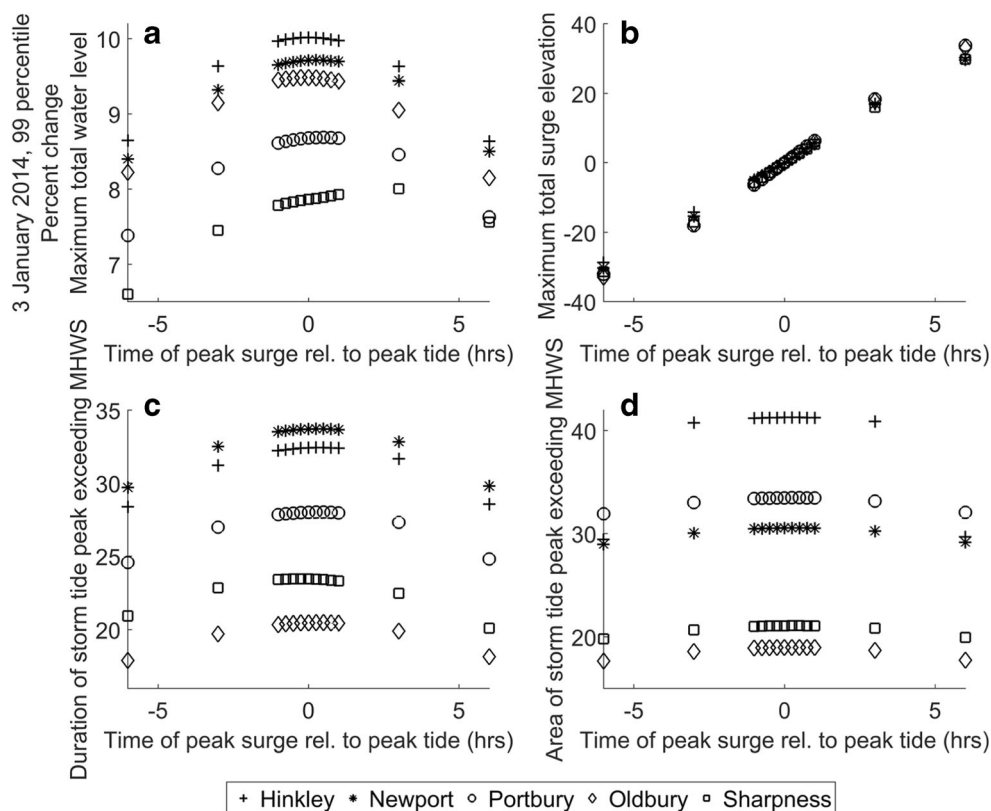 3 January 2014, 99 percentile
Percent change
Maximum total water level
a
10
9
8
7
-5
0
5
Time of peak surge rel. to peak tide (hrs)
Maximum total surge elevation
b
40
20
0
-20
-40
-5
0
5
Time of peak surge rel. to peak tide (hrs)
Duration of storm tide peak exceeding MHWS
c
35
30
25
20
-5
0
5
Time of peak surge rel. to peak tide (hrs)
Area of storm tide peak exceeding MHWS
d
40
30
20
-5
0
5
Time of peak surge rel. to peak tide (hrs)
Hinkley
Newport
Portbury
Oldbury
Sharpness